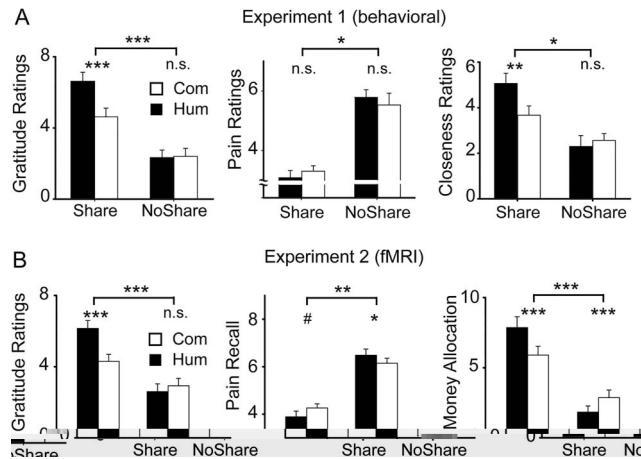 A
Experiment 1 (behavioral)
Gratitude Ratings
8
4
0
***
***
n.s.
Com
Hum
Share
NoShare
Pain Ratings
6
4
*
n.s.
n.s.
Share
NoShare
Closeness Ratings
6
4
2
0
*
**
n.s.
Share
NoShare
B
Experiment 2 (fMRI)
Gratitude Ratings
8
4
***
***
n.s.
Com
Hum
Share
NoShare
Pain Recall
8
6
4
**
#
*
Share
NoShare
Money Allocation
10
5
0
***
***
***
Share